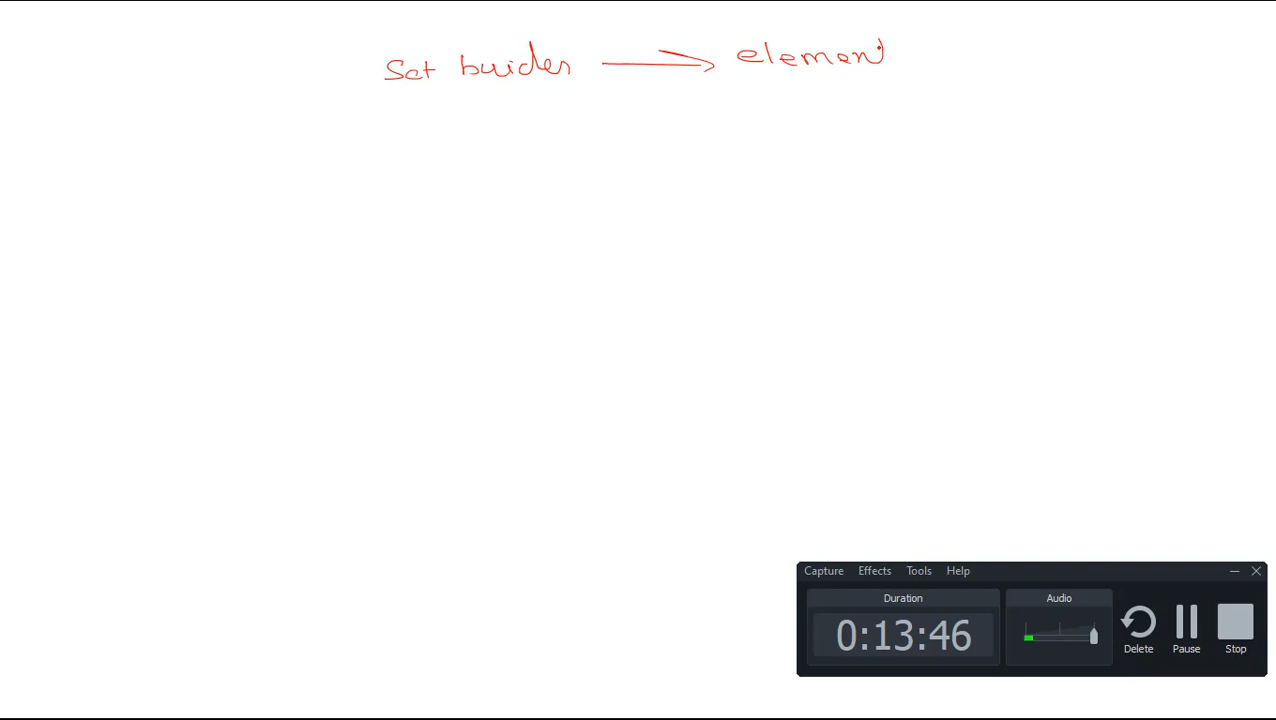 Set buider → element
Capture Effects Tools Help
Duration Audio
0:13:46
Delete Pause Stop